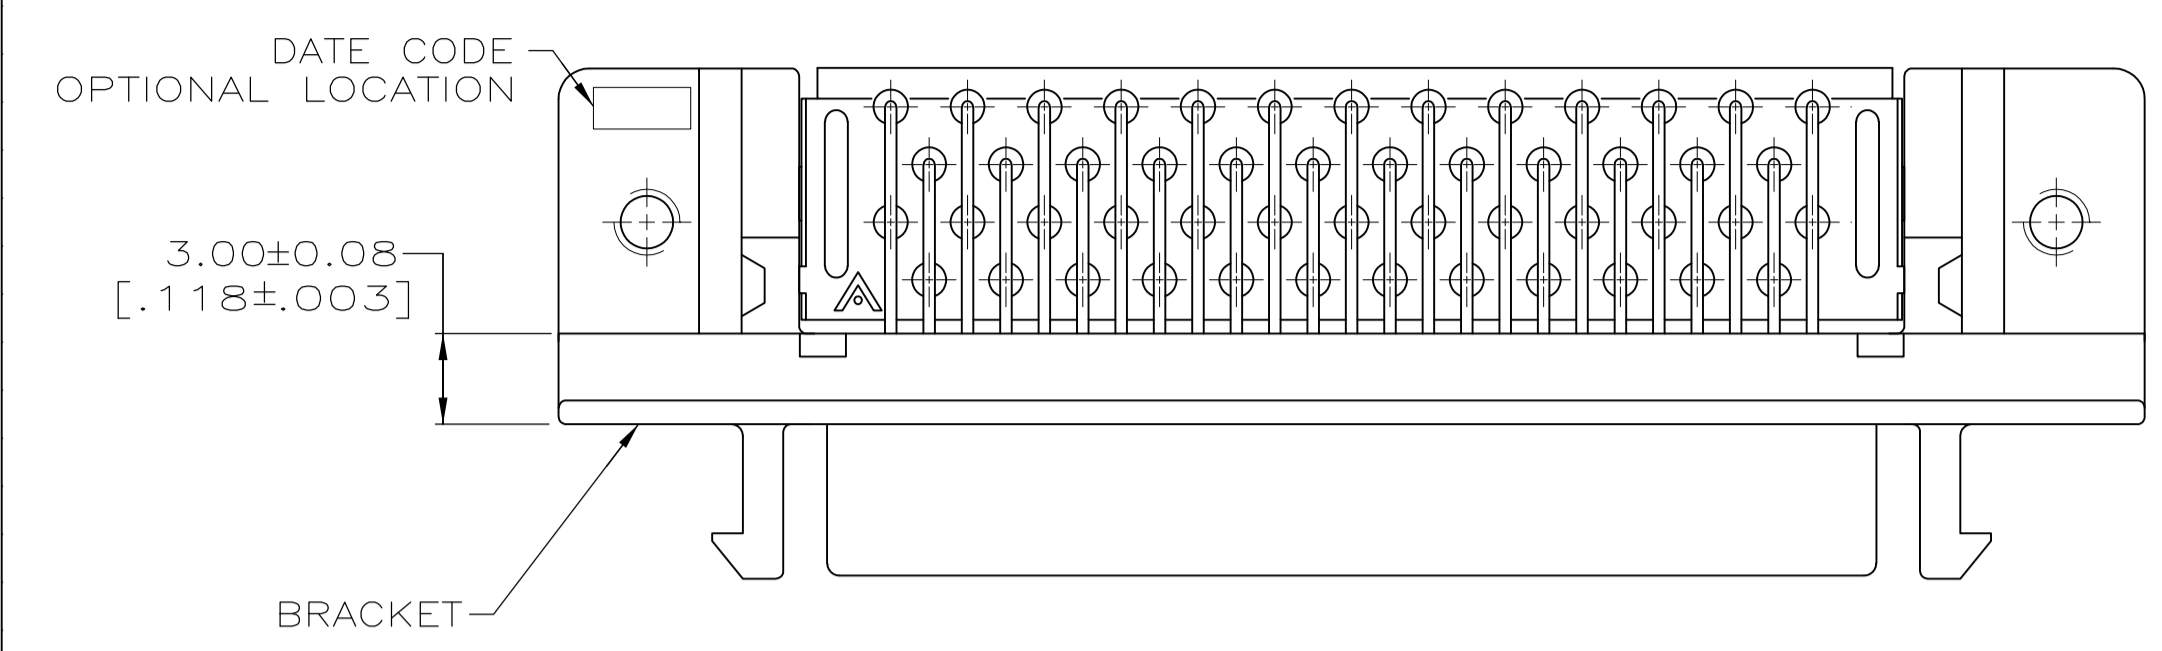 DATE CODE
OPTIONAL LOCATION
3.00±0.08
[.118±.003]
BRACKET